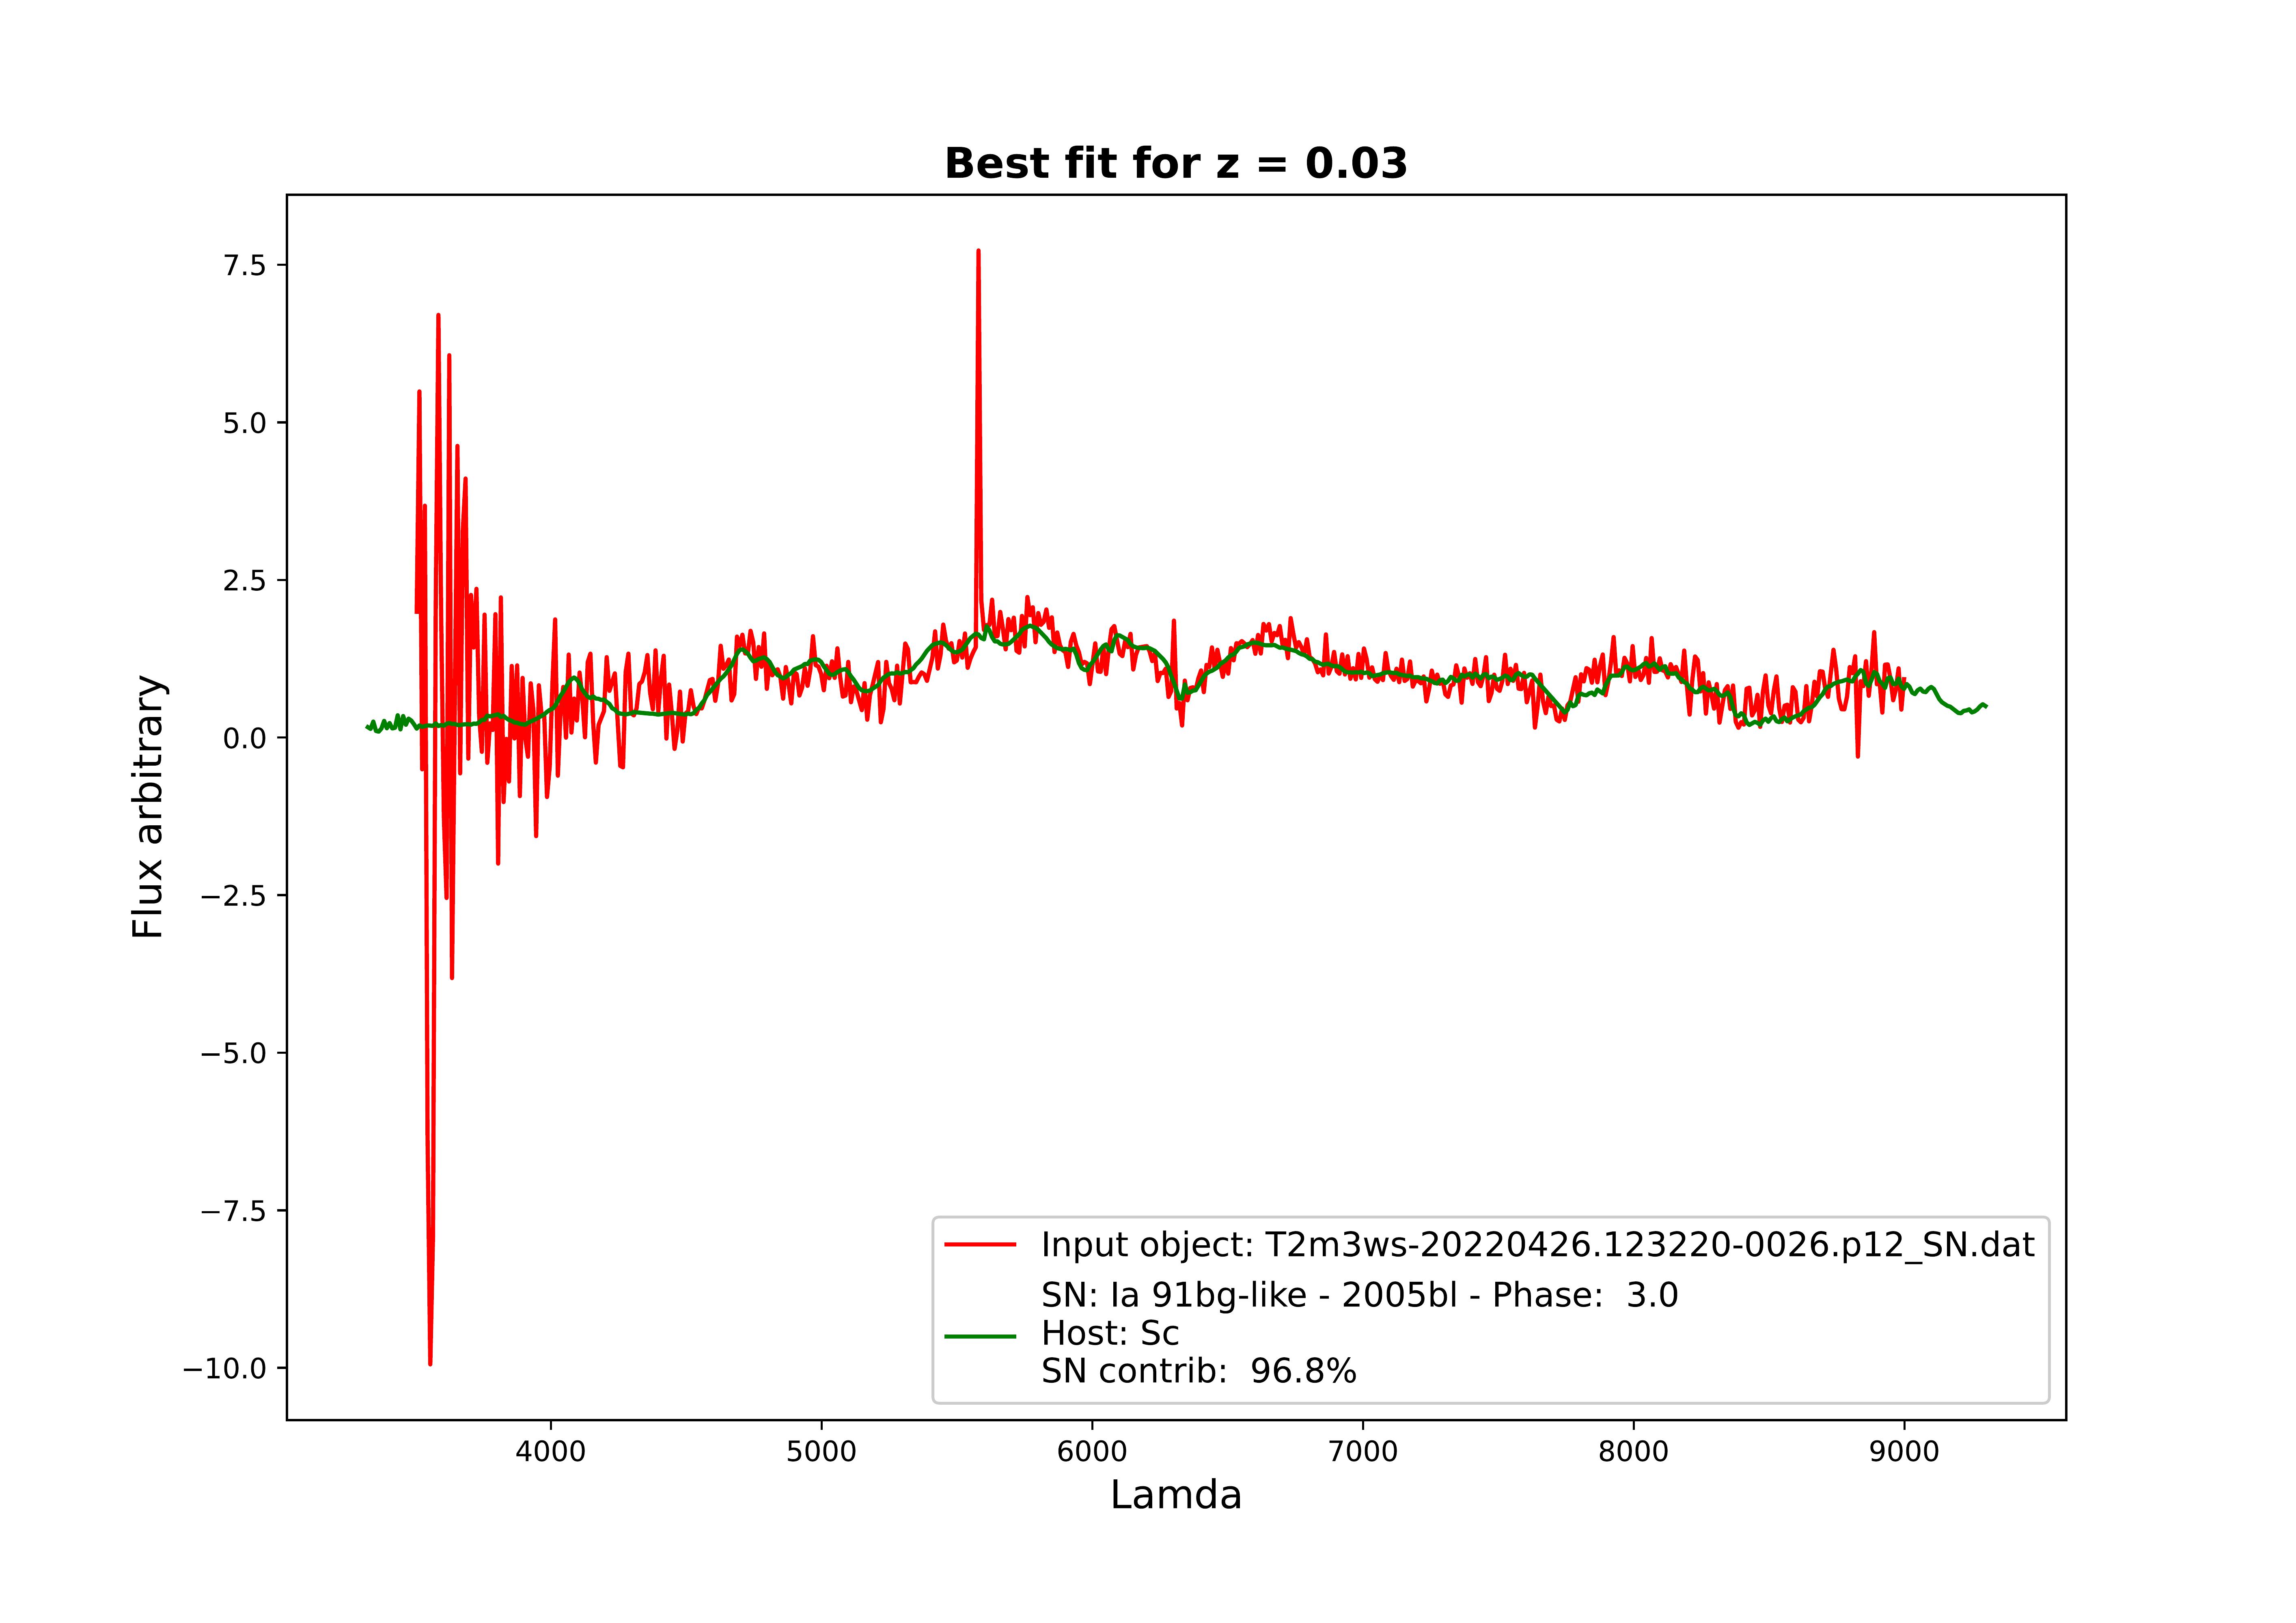 Best fit for z = 0.03
Flux arbitrary
7.5
5.0
2.5
0.0
−2.5
−5.0
−7.5
−10.0
Input object: T2m3ws-20220426.123220-0026.p12_SN.dat
SN: Ia 91bg-like - 2005bl - Phase:  3.0
Host: Sc
SN contrib:  96.8%
4000 5000 6000 7000 8000 9000
Lamda